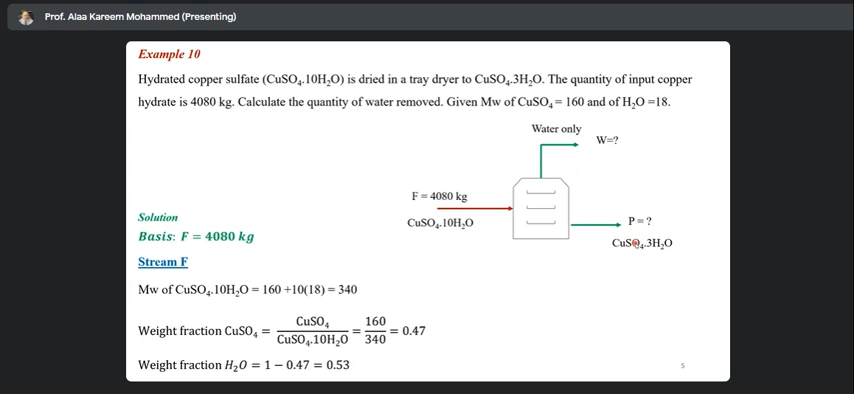 Prof. Alaa Kareem Mohammed (Presenting)
Example 10
Hydrated copper sulfate (CuSO₄.10H₂O) is dried in a tray dryer to CuSO₄.3H₂O. The quantity of input copper
hydrate is 4080 kg. Calculate the quantity of water removed. Given Mw of CuSO₄ = 160 and of H₂O =18.
Water only
W=?
F = 4080 kg
CuSO₄.10H₂O
P = ?
CuSO₄.3H₂O
Solution
Basis: F = 4080 kg
Stream F
Mw of CuSO₄.10H₂O = 160 +10(18) = 340
Weight fraction CuSO₄ = CuSO₄ / CuSO₄.10H₂O = 160 / 340 = 0.47
Weight fraction H₂O = 1 − 0.47 = 0.53
5